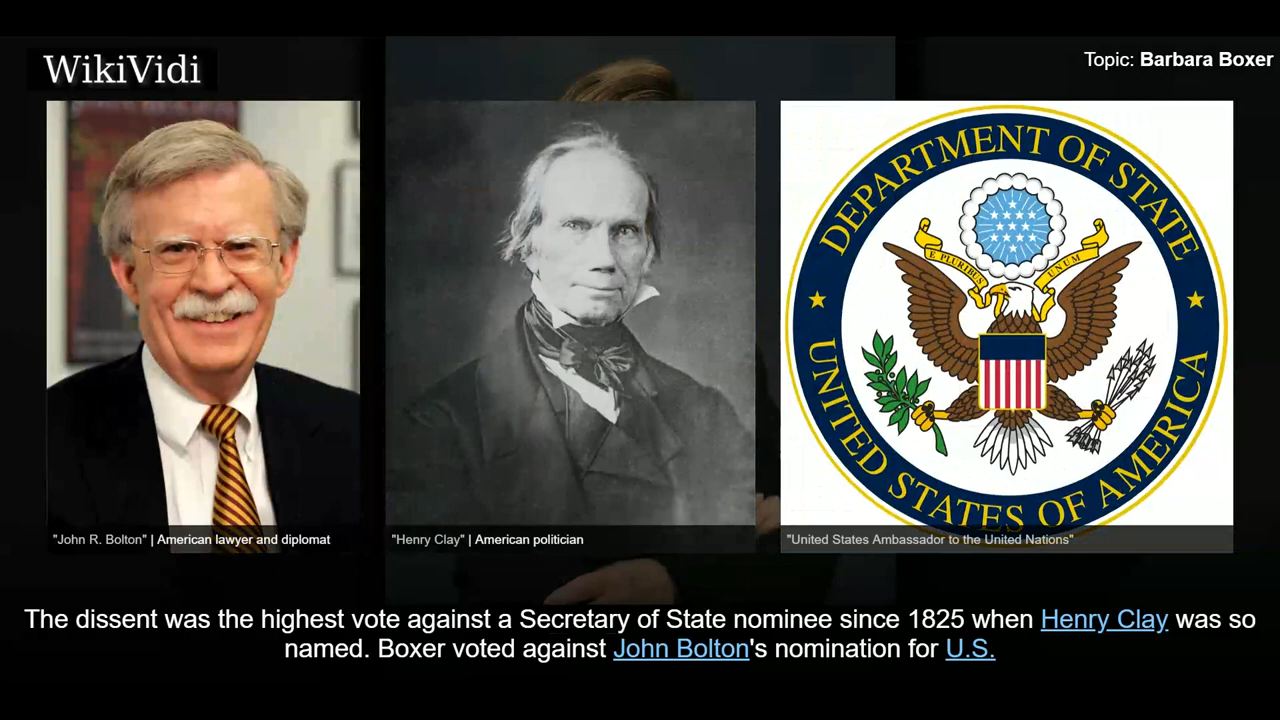 WikiVidi
Topic: Barbara Boxer
DEPARTMENT OF STATE
E PLURIBUS UNUM
UNITED STATES OF AMERICA
"John R. Bolton" | American lawyer and diplomat
"Henry Clay" | American politician
"United States Ambassador to the United Nations"
The dissent was the highest vote against a Secretary of State nominee since 1825 when Henry Clay was so
named. Boxer voted against John Bolton's nomination for U.S.